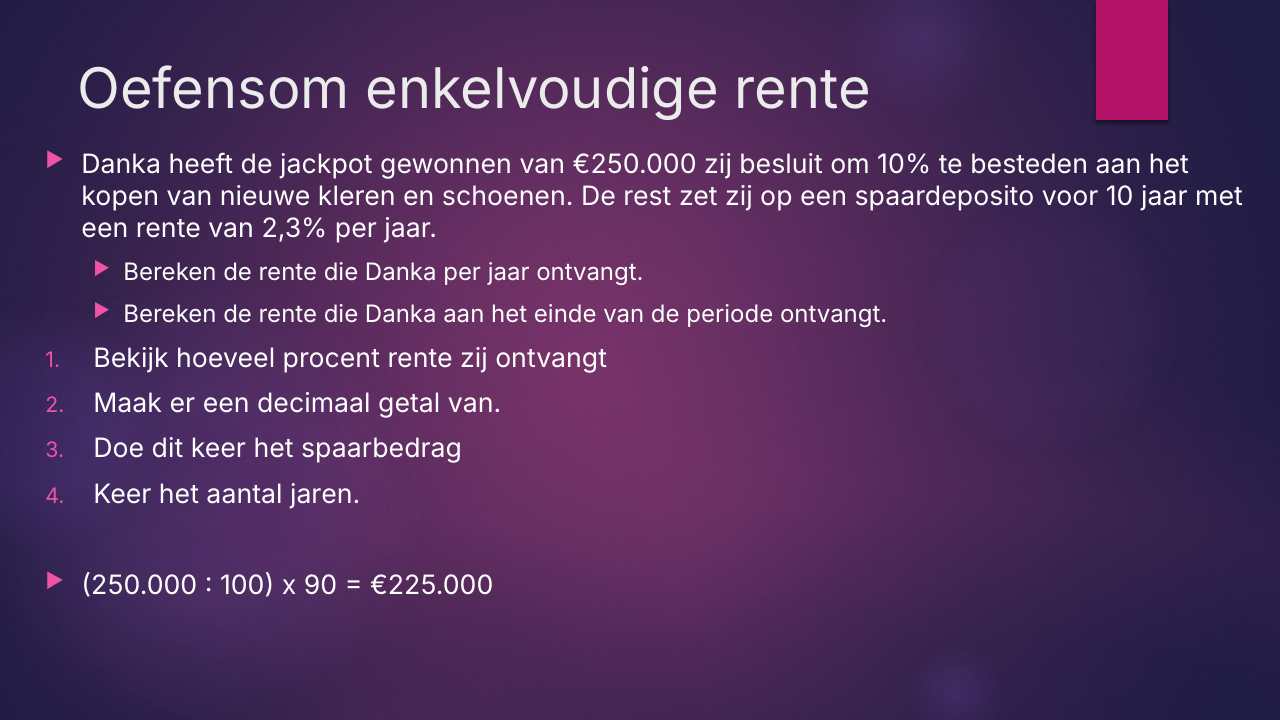 Oefensom enkelvoudige rente
Danka heeft de jackpot gewonnen van €250.000 zij besluit om 10% te besteden aan het
kopen van nieuwe kleren en schoenen. De rest zet zij op een spaardeposito voor 10 jaar met
een rente van 2,3% per jaar.
Bereken de rente die Danka per jaar ontvangt.
Bereken de rente die Danka aan het einde van de periode ontvangt.
1. Bekijk hoeveel procent rente zij ontvangt
2. Maak er een decimaal getal van.
3. Doe dit keer het spaarbedrag
4. Keer het aantal jaren.
(250.000 : 100) x 90 = €225.000